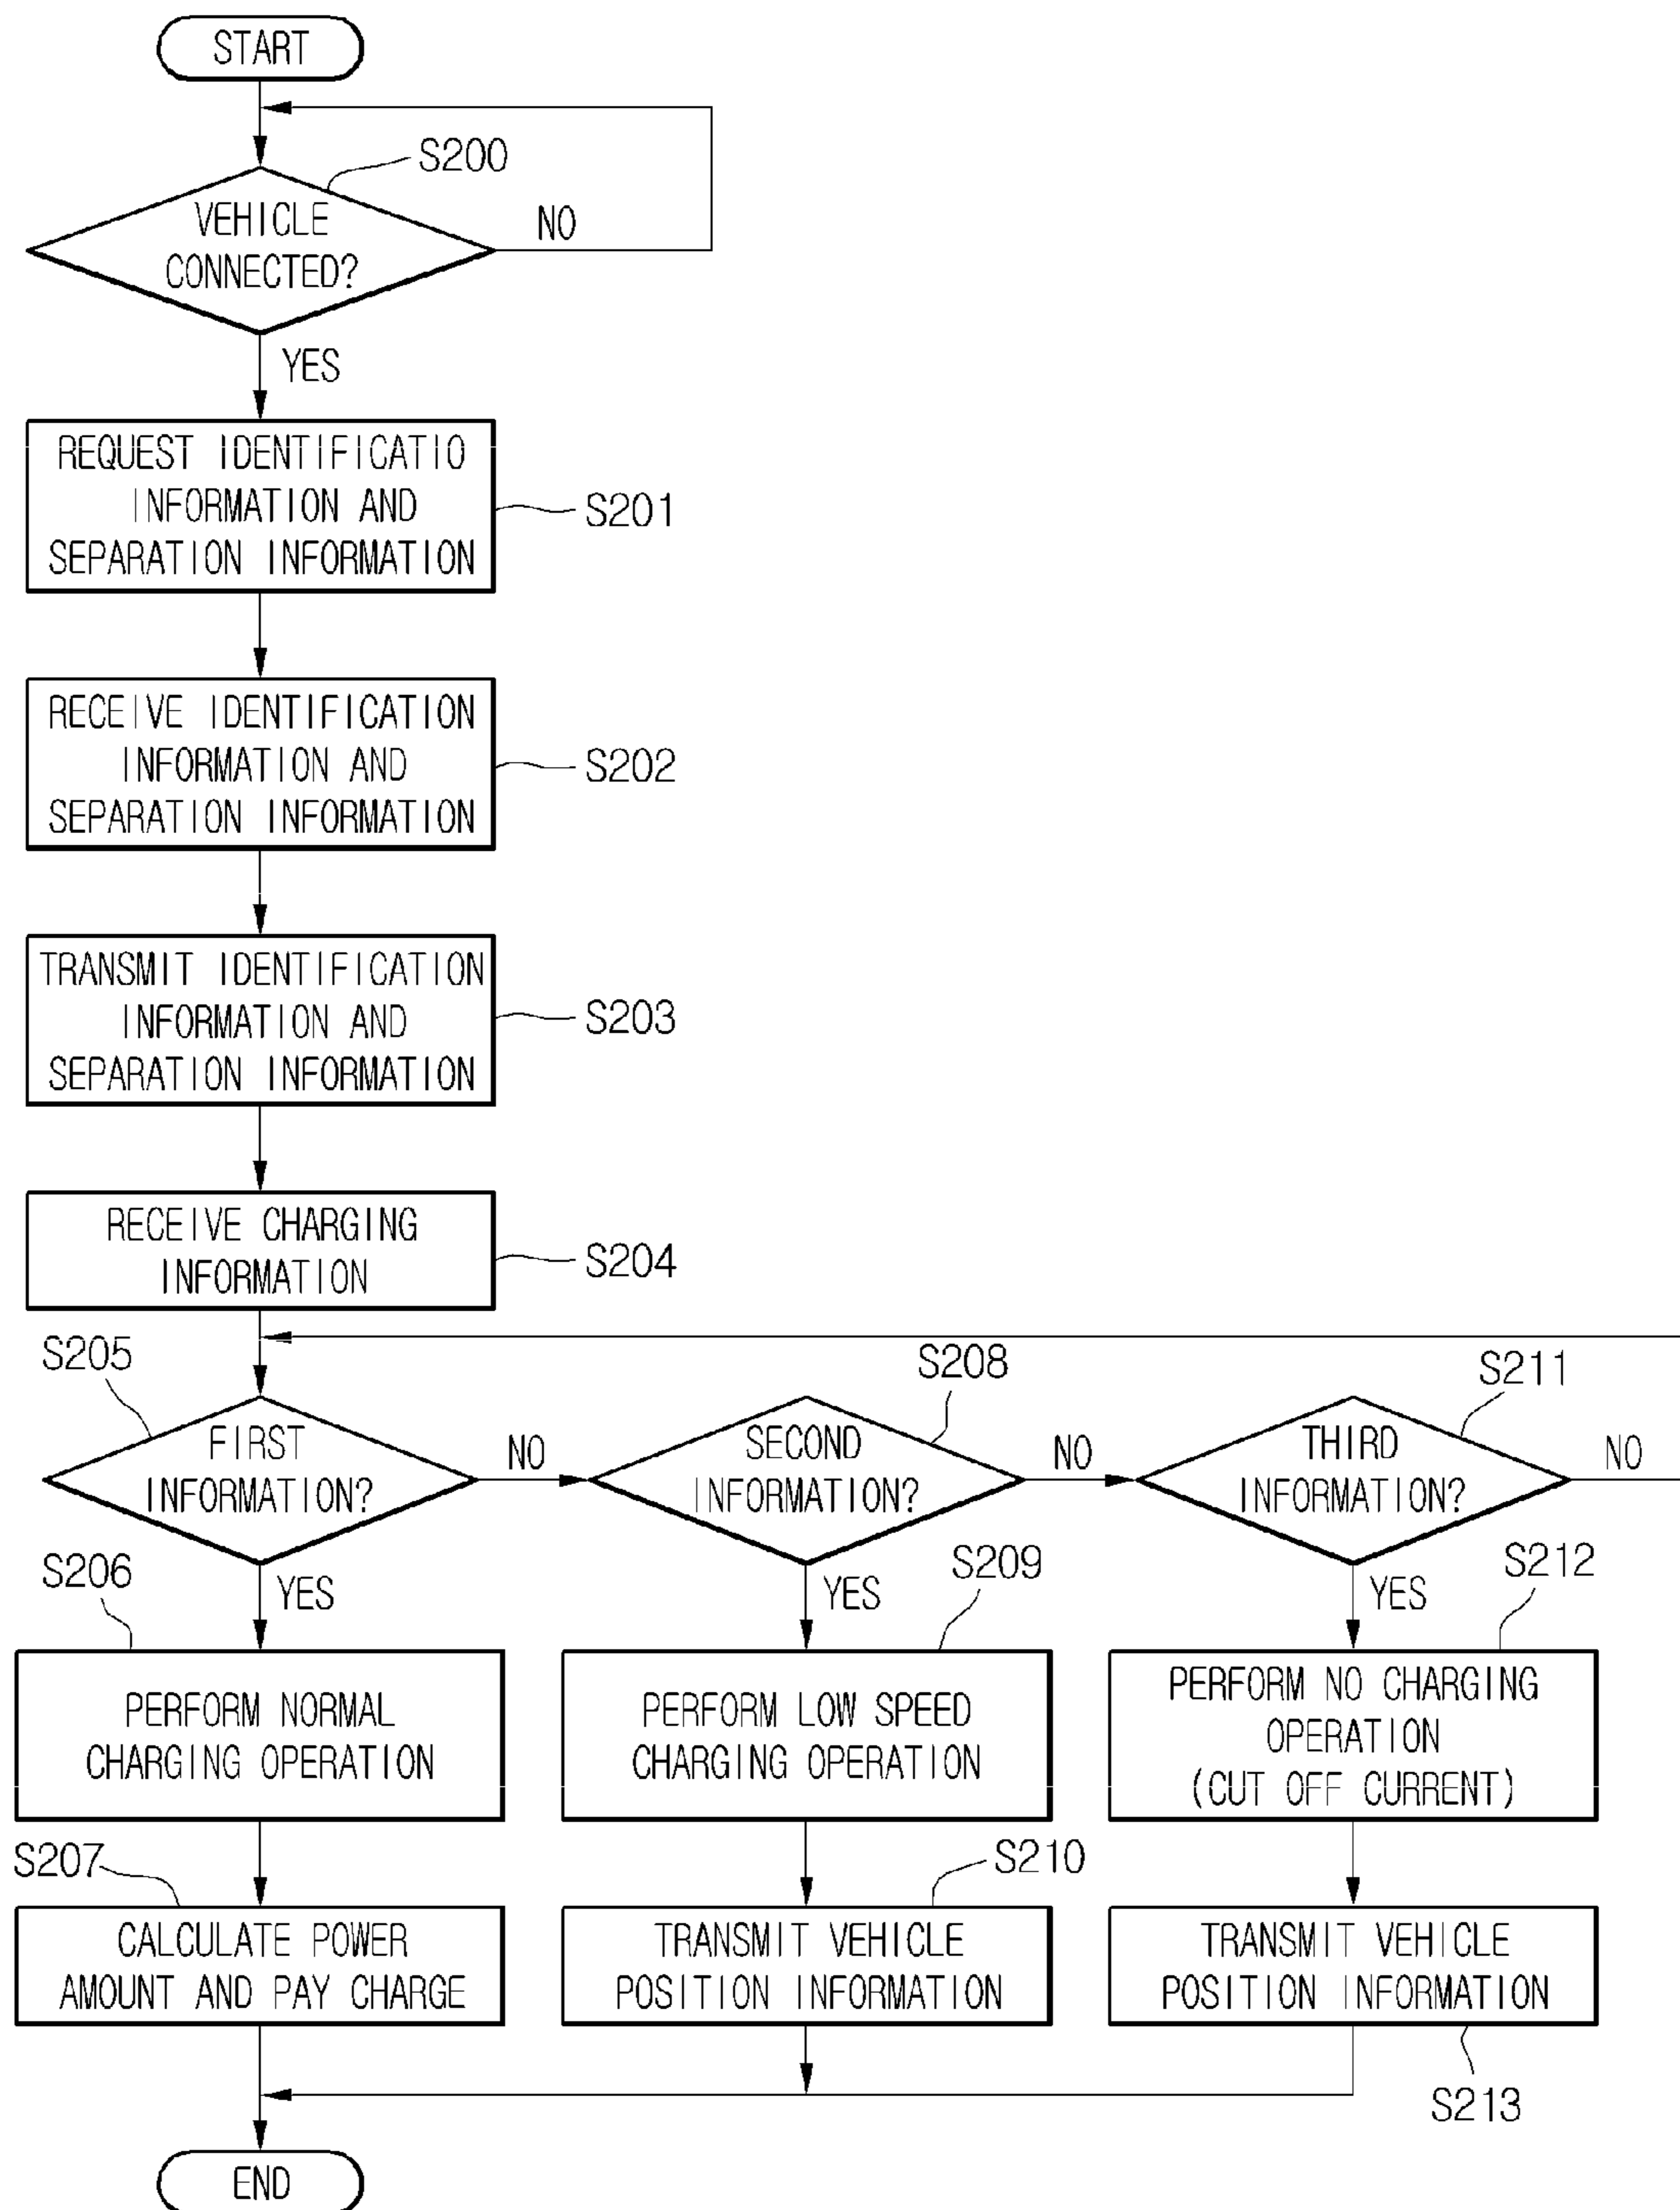 START
S200
VEHICLE
CONNECTED?
NO
YES
REQUEST IDENTIFICATIO
INFORMATION AND
SEPARATION INFORMATION
S201
RECEIVE IDENTIFICATION
INFORMATION AND
SEPARATION INFORMATION
S202
TRANSMIT IDENTIFICATION
INFORMATION AND
SEPARATION INFORMATION
S203
RECEIVE CHARGING
INFORMATION
S204
S205
FIRST
INFORMATION?
NO
S208
SECOND
INFORMATION?
NO
S211
THIRD
INFORMATION?
NO
S206
YES
S209
YES
S212
YES
PERFORM NORMAL
CHARGING OPERATION
PERFORM LOW SPEED
CHARGING OPERATION
PERFORM NO CHARGING
OPERATION
(CUT OFF CURRENT)
S207
S210
CALCULATE POWER
AMOUNT AND PAY CHARGE
TRANSMIT VEHICLE
POSITION INFORMATION
TRANSMIT VEHICLE
POSITION INFORMATION
S213
END